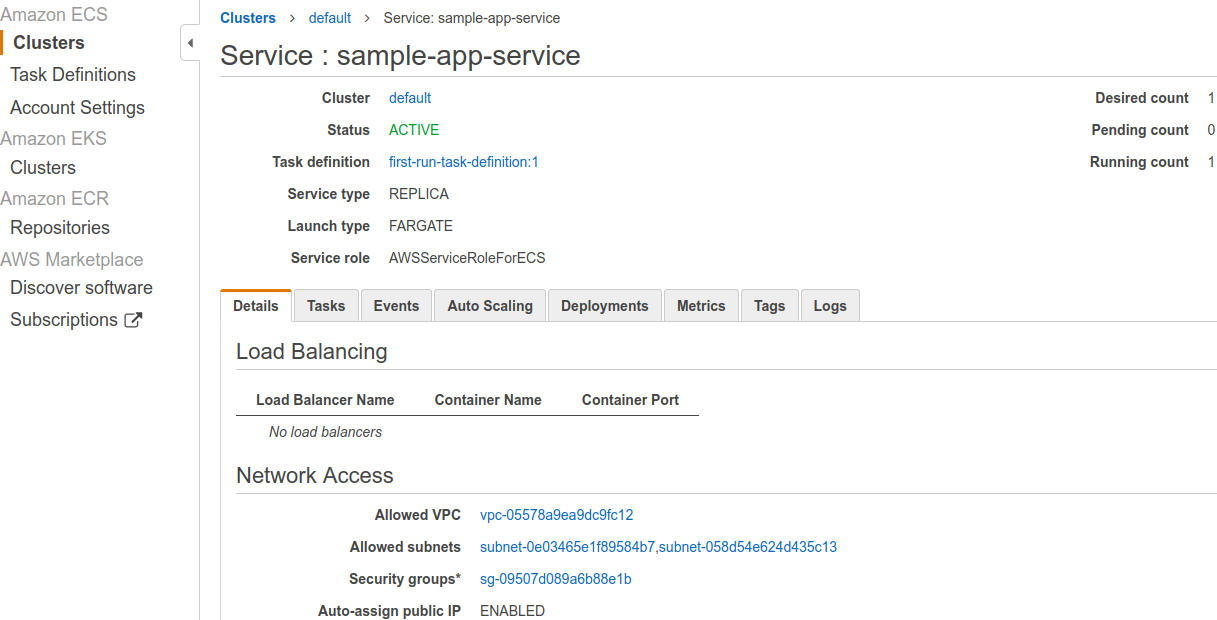 Amazon ECS
Clusters
Task Definitions
Account Settings
Amazon EKS
Clusters
Amazon ECR
Repositories
AWS Marketplace
Discover software
Subscriptions
Clusters > default > Service: sample-app-service
Service : sample-app-service
Cluster default
Status ACTIVE
Task definition first-run-task-definition:1
Service type REPLICA
Launch type FARGATE
Service role AWSServiceRoleForECS
Desired count 1
Pending count 0
Running count 1
Details Tasks Events Auto Scaling Deployments Metrics Tags Logs
Load Balancing
Load Balancer Name Container Name Container Port
No load balancers
Network Access
Allowed VPC vpc-05578a9ea9dc9fc12
Allowed subnets subnet-0e03465e1f89584b7,subnet-058d54e624d435c13
Security groups* sg-09507d089a6b88e1b
Auto-assign public IP ENABLED